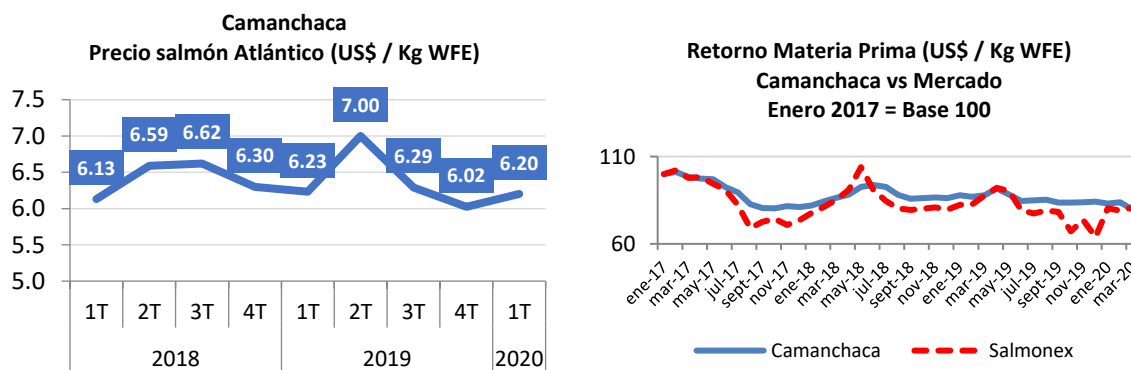 Camanchaca
Precio salmón Atlántico (US$ / Kg WFE)
7.5
7.0
6.5
6.0
5.5
5.0
6.13
6.59
6.62
6.30
6.23
7.00
6.29
6.02
6.20
1T 2T 3T 4T 1T 2T 3T 4T 1T
2018 2019 2020
Retorno Materia Prima (US$ / Kg WFE)
Camanchaca vs Mercado
Enero 2017 = Base 100
110
60
ene-17
mar-17
may-17
jul-17
sept-17
nov-17
ene-18
mar-18
may-18
jul-18
sept-18
nov-18
ene-19
mar-19
may-19
jul-19
sept-19
nov-19
ene-20
mar-20
Camanchaca Salmonex